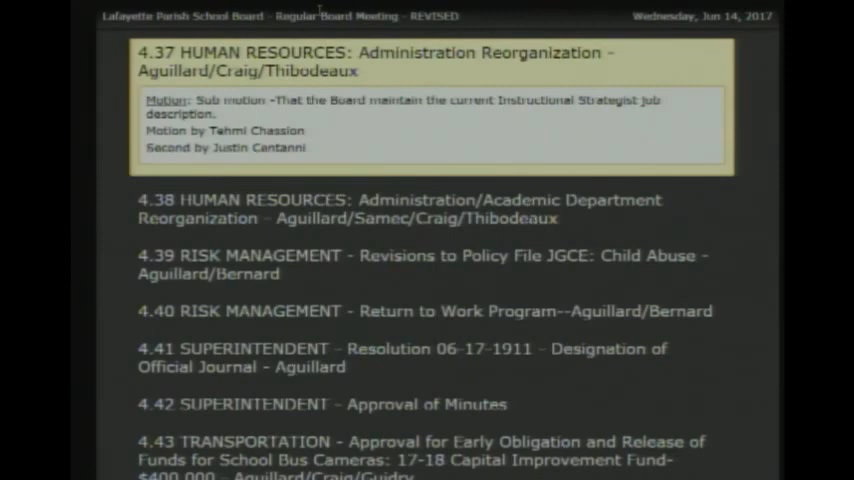 Lafayette Parish School Board - Regular Board Meeting - REVISED
Wednesday, Jun 14, 2017
4.37 HUMAN RESOURCES: Administration Reorganization -
Aguillard/Craig/Thibodeaux
Motion: Sub motion -That the Board maintain the current Instructional Strategist job
description.
Motion by Tehmi Chassion
Second by Justin Centanni
4.38 HUMAN RESOURCES: Administration/Academic Department
Reorganization - Aguillard/Samec/Craig/Thibodeaux
4.39 RISK MANAGEMENT - Revisions to Policy File JGCE: Child Abuse -
Aguillard/Bernard
4.40 RISK MANAGEMENT - Return to Work Program--Aguillard/Bernard
4.41 SUPERINTENDENT - Resolution 06-17-1911 - Designation of
Official Journal - Aguillard
4.42 SUPERINTENDENT - Approval of Minutes
4.43 TRANSPORTATION - Approval for Early Obligation and Release of
Funds for School Bus Cameras: 17-18 Capital Improvement Fund-
$400,000 - Aguillard/Craig/Guidry